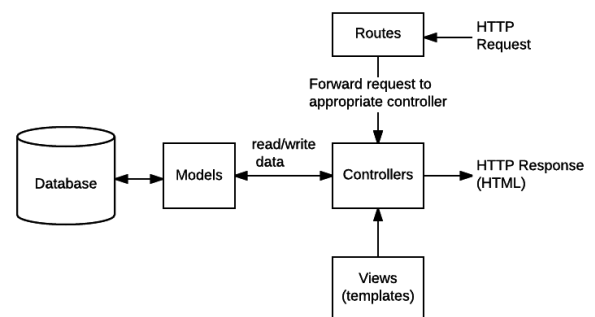 Routes
HTTP
Request
Forward request to
appropriate controller
read/write
data
Database
Models
Controllers
HTTP Response
(HTML)
Views
(templates)